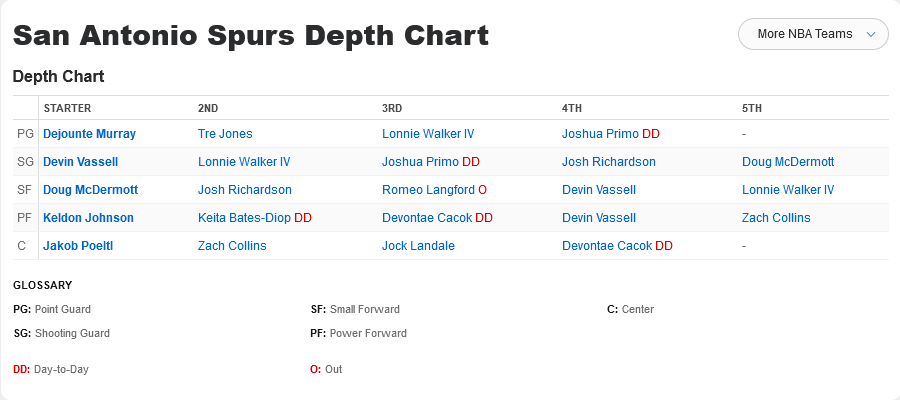 San Antonio Spurs Depth Chart
More NBA Teams
Depth Chart
STARTER 2ND 3RD 4TH 5TH
PG Dejounte Murray Tre Jones Lonnie Walker IV Joshua Primo DD -
SG Devin Vassell Lonnie Walker IV Joshua Primo DD Josh Richardson Doug McDermott
SF Doug McDermott Josh Richardson Romeo Langford O Devin Vassell Lonnie Walker IV
PF Keldon Johnson Keita Bates-Diop DD Devontae Cacok DD Devin Vassell Zach Collins
C Jakob Poeltl Zach Collins Jock Landale Devontae Cacok DD -
GLOSSARY
PG: Point Guard SF: Small Forward C: Center
SG: Shooting Guard PF: Power Forward
DD: Day-to-Day O: Out